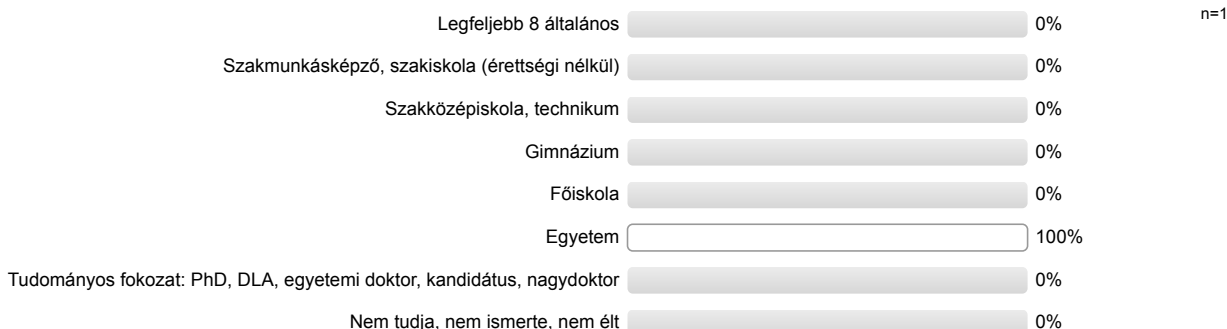 Legfeljebb 8 általános 0% n=1
Szakmunkásképző, szakiskola (érettségi nélkül) 0%
Szakközépiskola, technikum 0%
Gimnázium 0%
Főiskola 0%
Egyetem 100%
Tudományos fokozat: PhD, DLA, egyetemi doktor, kandidátus, nagydoktor 0%
Nem tudja, nem ismerte, nem élt 0%